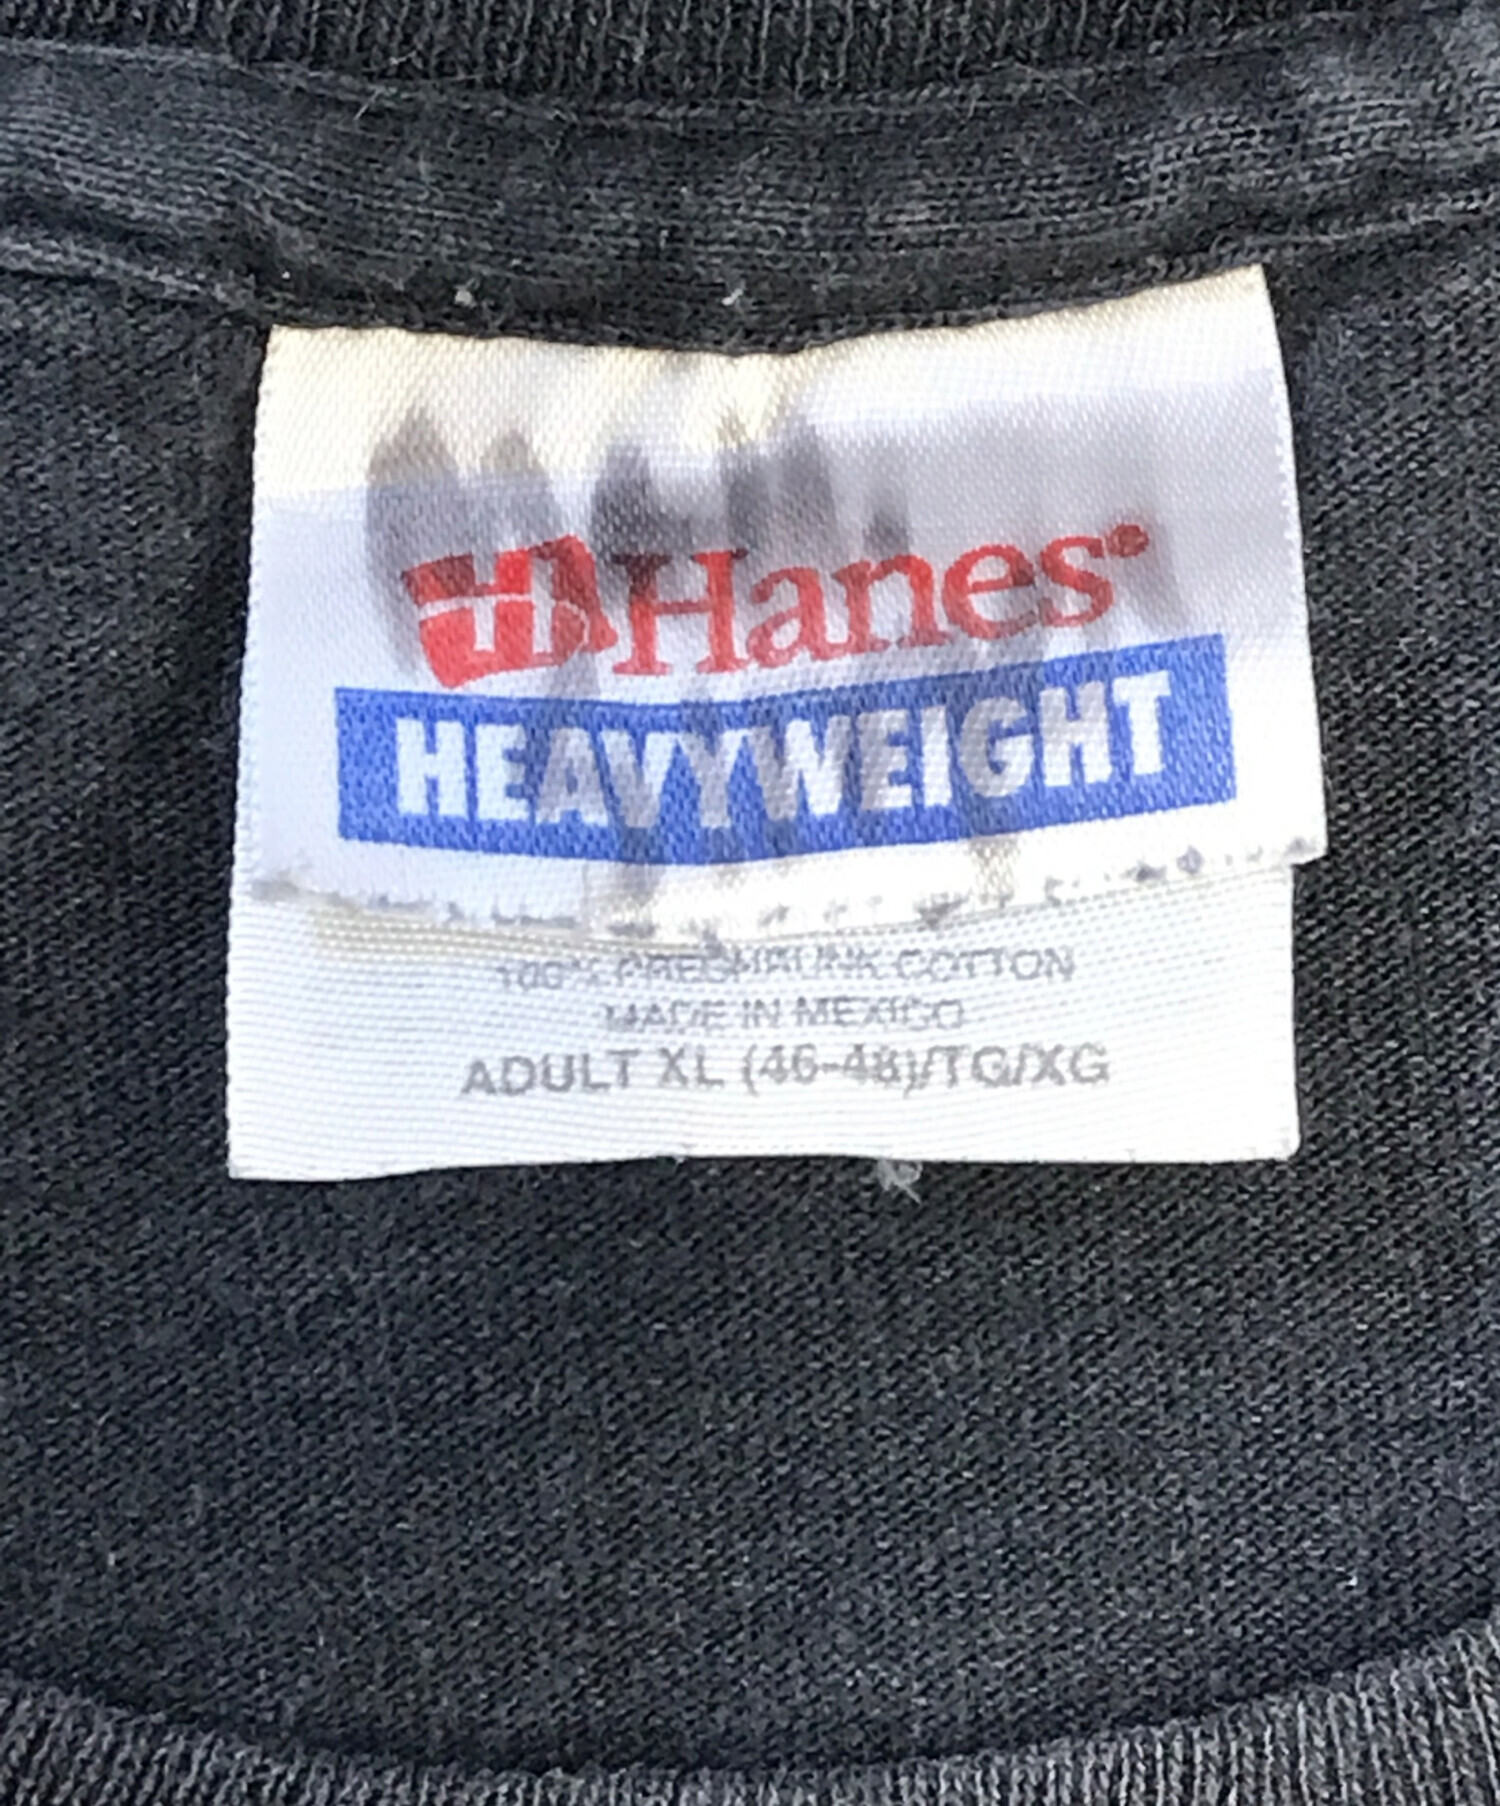 Hanes
HEAVYWEIGHT
100% PRESHRUNK COTTON
MADE IN MEXICO
ADULT XL (46-48)/TG/XG